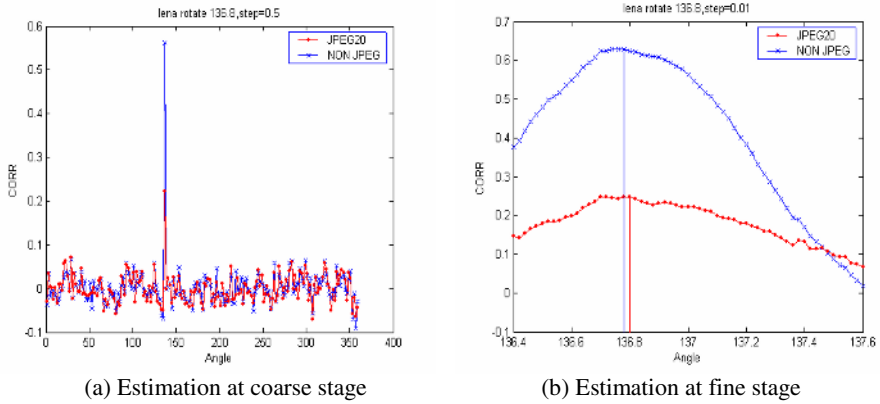 lena rotate 136.8,step=0.5
JPEG20
NON JPEG
CORR
0.6
0.5
0.4
0.3
0.2
0.1
0
-0.1
0 50 100 150 200 250 300 350 400
Angle
(a) Estimation at coarse stage
lena rotate 136.8,step=0.01
JPEG20
NON JPEG
CORR
0.7
0.6
0.5
0.4
0.3
0.2
0.1
0
-0.1
136.4 136.6 136.8 137 137.2 137.4 137.6
Angle
(b) Estimation at fine stage